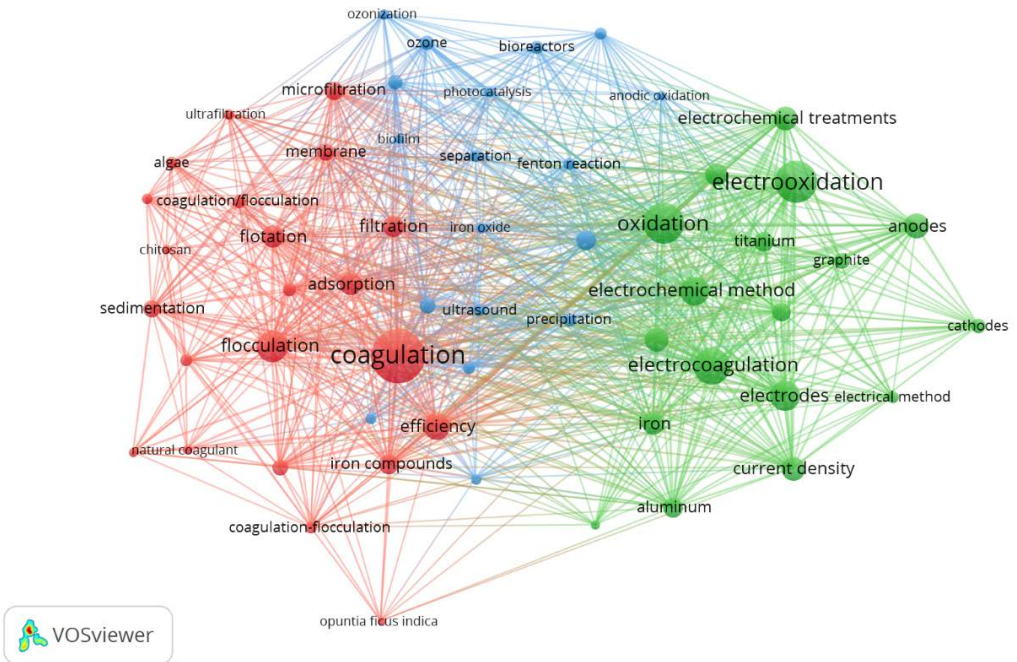 ozonization
ozone
bioreactors
microfiltration
photocatalysis
anodic oxidation
ultrafiltration
electrochemical treatments
biofilm
membrane
separation
algae
fenton reaction
electrooxidation
coagulation/flocculation
oxidation
filtration
iron oxide
anodes
flotation
titanium
chitosan
graphite
adsorption
electrochemical method
sedimentation
ultrasound
precipitation
cathodes
flocculation
coagulation
electrocoagulation
electrodes
electrical method
efficiency
iron
natural coagulant
iron compounds
current density
aluminum
coagulation-flocculation
opuntia ficus indica
VOSviewer